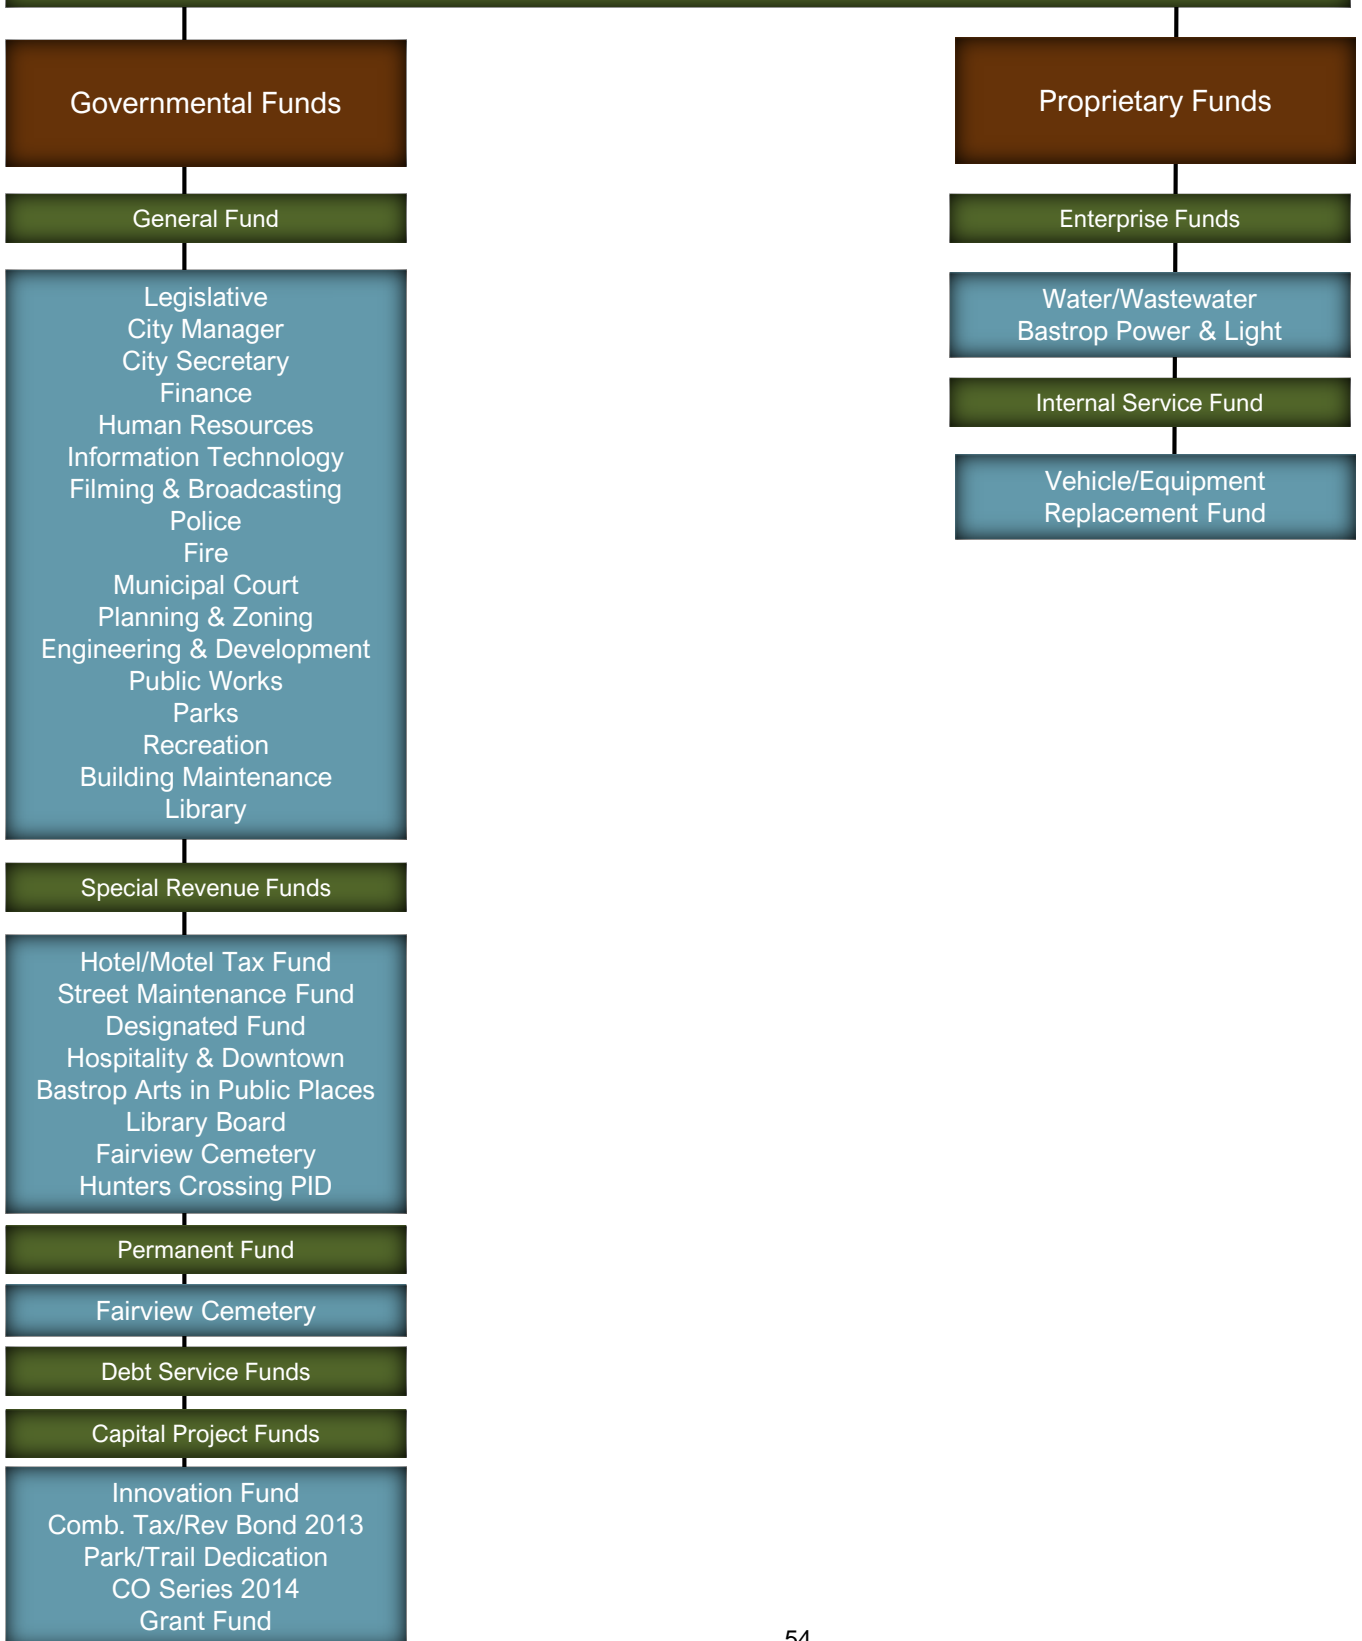 Governmental Funds
General Fund
Legislative
City Manager
City Secretary
Finance
Human Resources
Information Technology
Filming & Broadcasting
Police
Fire
Municipal Court
Planning & Zoning
Engineering & Development
Public Works
Parks
Recreation
Building Maintenance
Library
Special Revenue Funds
Hotel/Motel Tax Fund
Street Maintenance Fund
Designated Fund
Hospitality & Downtown
Bastrop Arts in Public Places
Library Board
Fairview Cemetery
Hunters Crossing PID
Permanent Fund
Fairview Cemetery
Debt Service Funds
Capital Project Funds
Innovation Fund
Comb. Tax/Rev Bond 2013
Park/Trail Dedication
CO Series 2014
Grant Fund
Proprietary Funds
Enterprise Funds
Water/Wastewater
Bastrop Power & Light
Internal Service Fund
Vehicle/Equipment
Replacement Fund
54